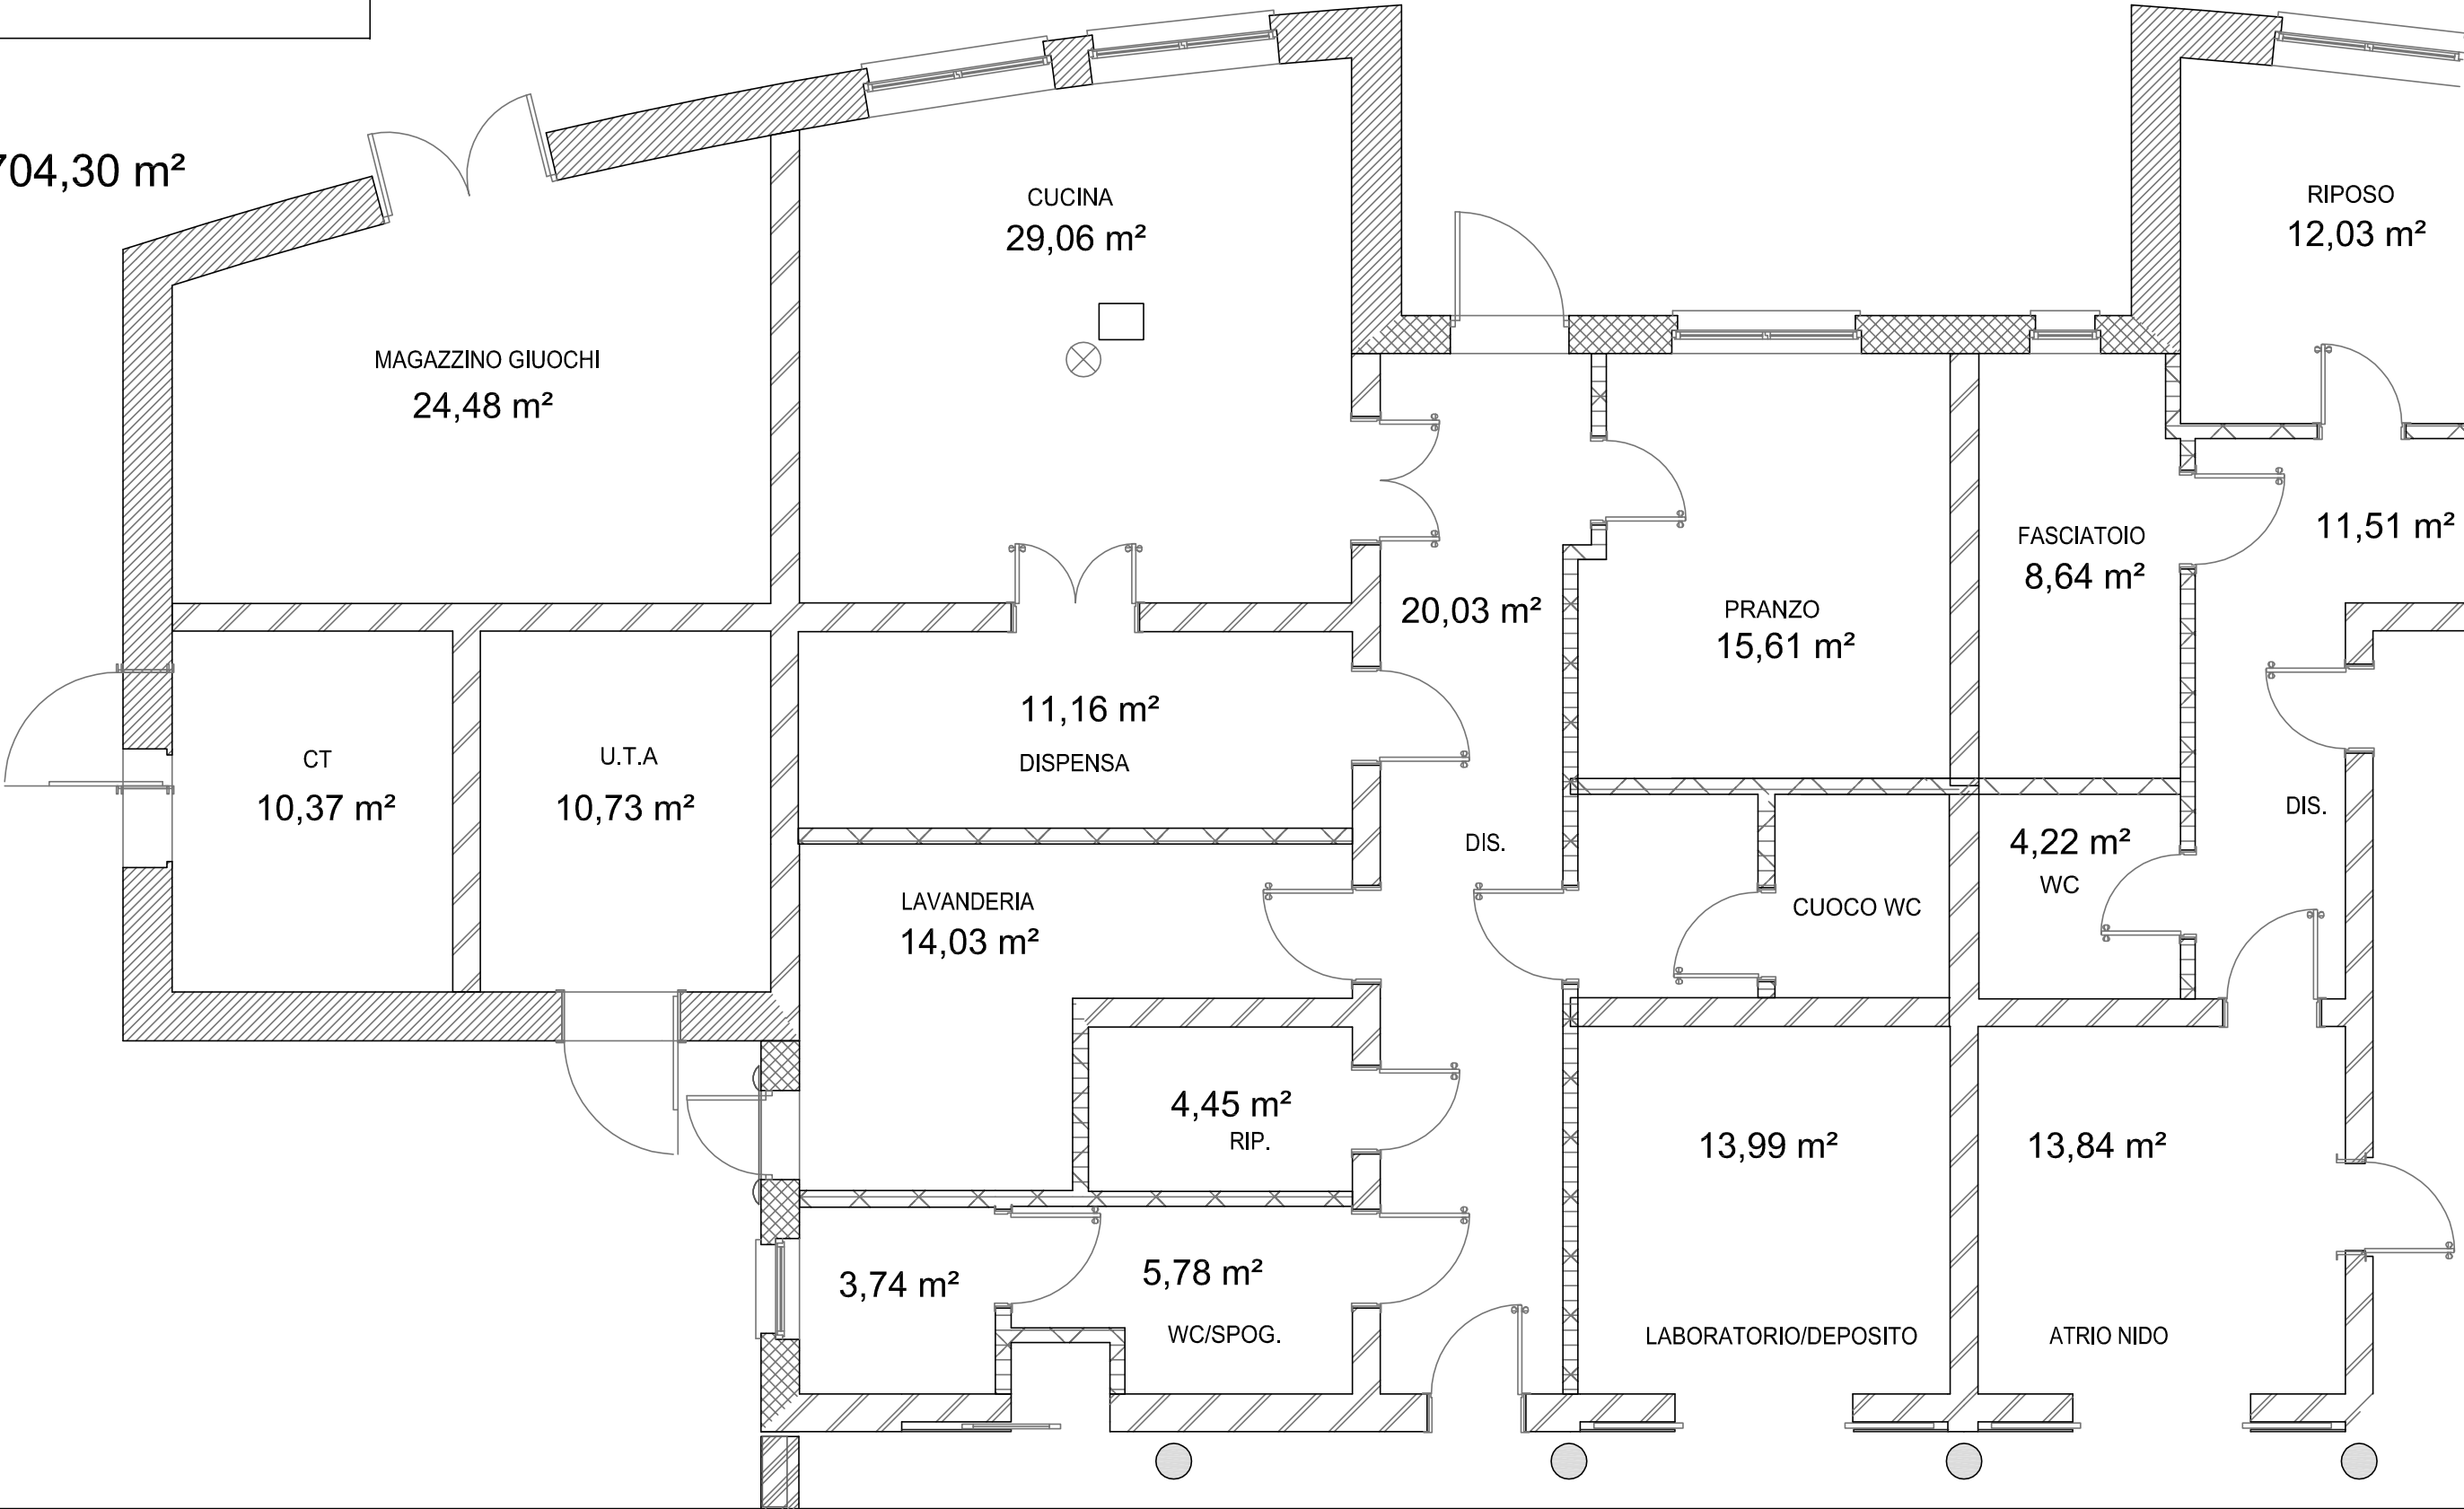 704,30 m²
CUCINA
29,06 m²
RIPOSO
12,03 m²
MAGAZZINO GIUOCHI
24,48 m²
FASCIATOIO
8,64 m²
11,51 m²
20,03 m²
PRANZO
15,61 m²
11,16 m²
DISPENSA
CT
10,37 m²
U.T.A
10,73 m²
DIS.
DIS.
4,22 m²
WC
LAVANDERIA
14,03 m²
CUOCO WC
4,45 m²
RIP.
13,99 m²
LABORATORIO/DEPOSITO
13,84 m²
ATRIO NIDO
3,74 m²
5,78 m²
WC/SPOG.